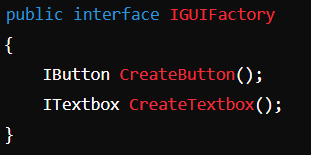 public interface IGUIFactory
{
    IButton CreateButton();
    ITextbox CreateTextbox();
}